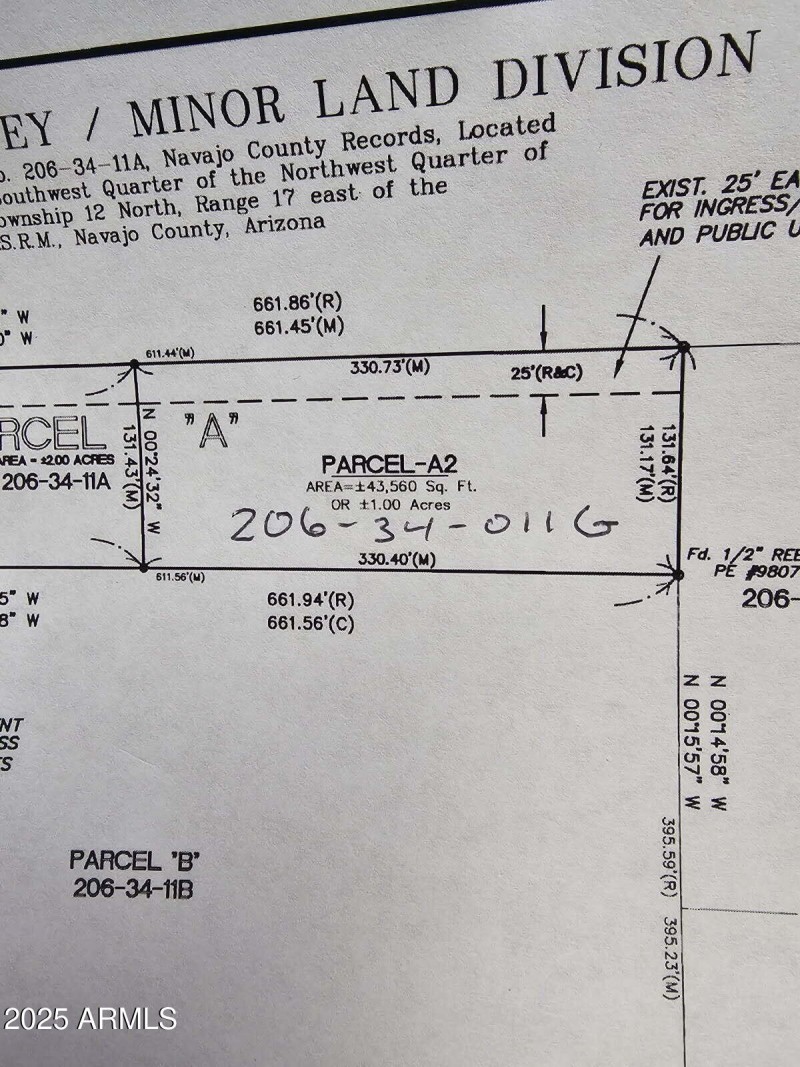 EY / MINOR LAND DIVISION
o. 206-34-11A, Navajo County Records, Located
outhwest Quarter of the Northwest Quarter of
ownship 12 North, Range 17 east of the
S.R.M., Navajo County, Arizona
EXIST. 25' EA
FOR INGRESS/
AND PUBLIC U
" W
0" W
661.86'(R)
661.45'(M)
611.44'(M)
330.73'(M)
25'(R&C)
RCEL "A"
AREA = ±2.00 ACRES
206-34-11A
N 00°24'32" W
131.43'(M)
PARCEL-A2
AREA=±43,560 Sq. Ft.
OR ±1.00 Acres
206-34-011G
131.64'(R)
131.17'(M)
330.40'(M)
611.56'(M)
Fd. 1/2" REB
PE #9807
206-
5" W
8" W
661.94'(R)
661.56'(C)
N 00°14'58" W
N 00°15'57" W
NT
SS
S
395.59'(R)
395.23'(M)
PARCEL 'B'
206-34-11B
2025 ARMLS